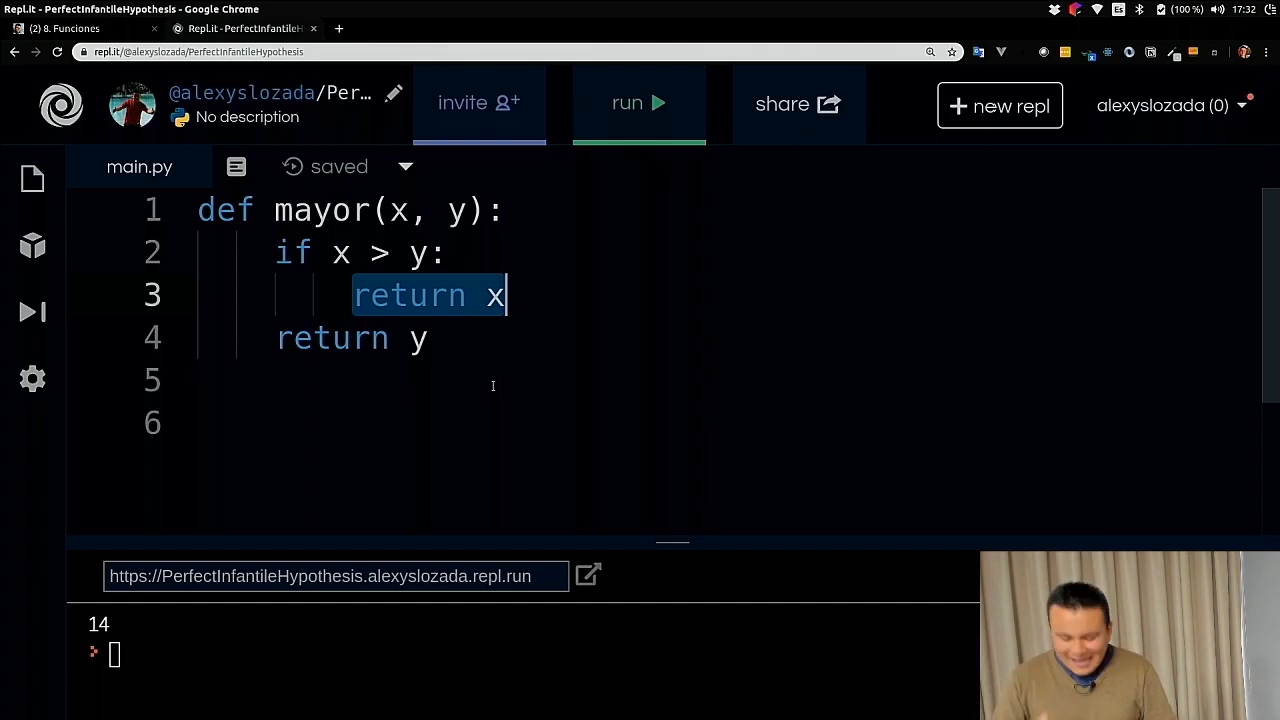 Repl.it - PerfectInfantileHypothesis - Google Chrome
Es
(100 %)
17:32
(2) 8. Funciones
Repl.it - PerfectInfantileH
repl.it/@alexyslozada/PerfectInfantileHypothesis
@alexyslozada/Per...
No description
invite
run
share
+ new repl
alexyslozada (0)
main.py
saved
1 def mayor(x, y):
2 if x > y:
3 return x
4 return y
5
6
https://PerfectInfantileHypothesis.alexyslozada.repl.run
14